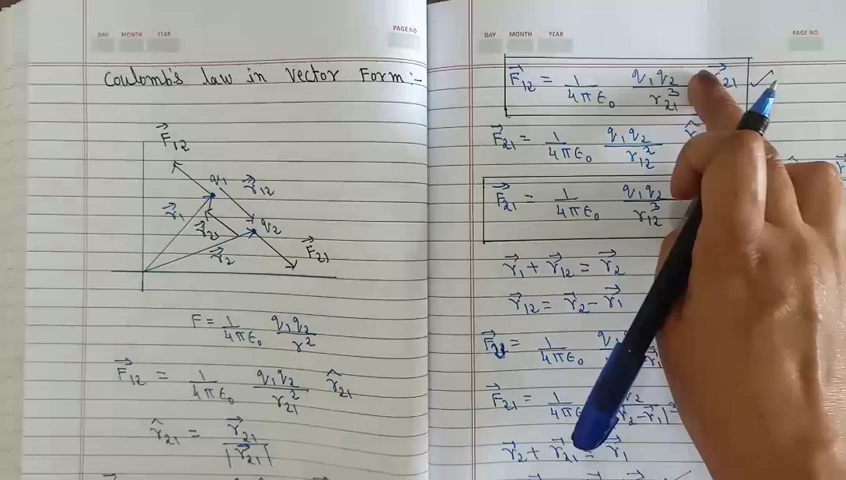 DAY MONTH YEAR
PAGE NO.
Coulomb's law in Vector Form:-
F⃗12
q1
r⃗12
r⃗1
r⃗21
q2
r⃗2
F⃗21
F = 1/4πε0 q1q2/r²
F⃗12 = 1/4πε0 q1q2/r21² r̂21
r̂21 = r⃗21/|r⃗21|
DAY MONTH YEAR
PAGE NO.
F⃗12 = 1/4πε0 q1q2/r21³ r⃗21 ✓
F⃗21 = 1/4πε0 q1q2/r12²
F⃗21 = 1/4πε0 q1q2/r12³
r⃗1 + r⃗12 = r⃗2
r⃗12 = r⃗2 - r⃗1
F⃗21 = 1/4πε0
F⃗21 = 1/4πε0
r⃗2 + r⃗21 = r⃗1